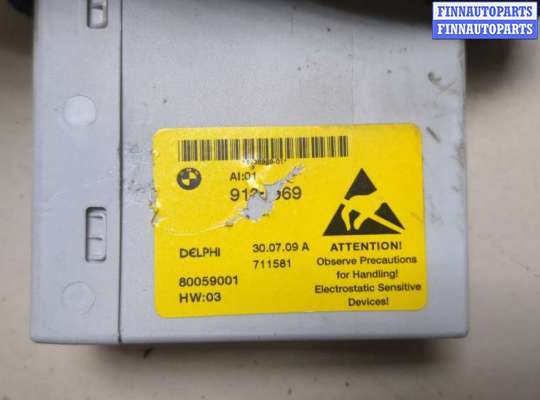 FINNAUTOPARTS
FINNAUTOPARTS
AI:01
DELPHI
30.07.09 A
711581
80059001
HW:03
ATTENTION!
Observe Precautions
for Handling!
Electrostatic Sensitive
Devices!